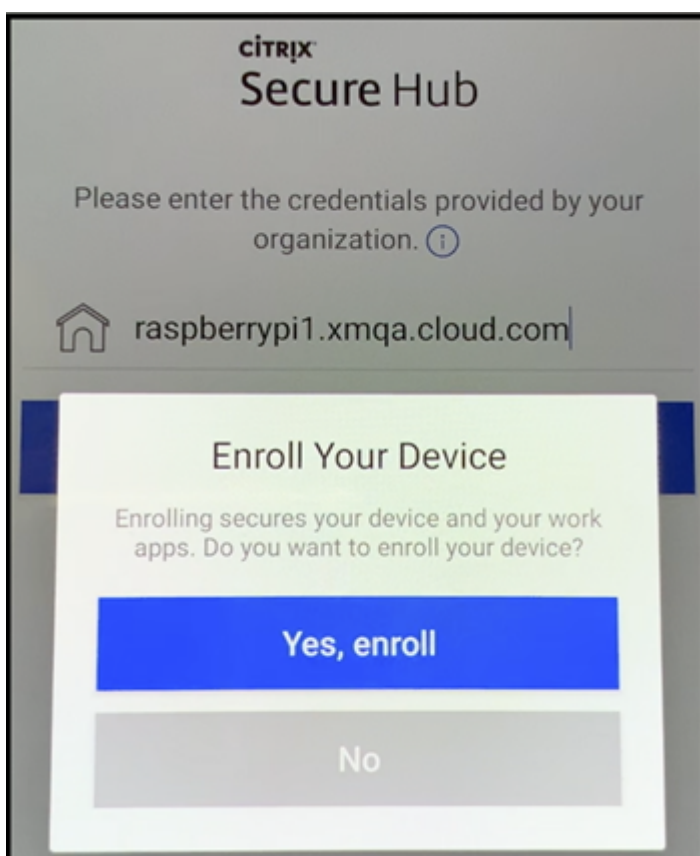 citrix
Secure Hub
Please enter the credentials provided by your
organization.
raspberrypi1.xmqa.cloud.com
Enroll Your Device
Enrolling secures your device and your work
apps. Do you want to enroll your device?
Yes, enroll
No